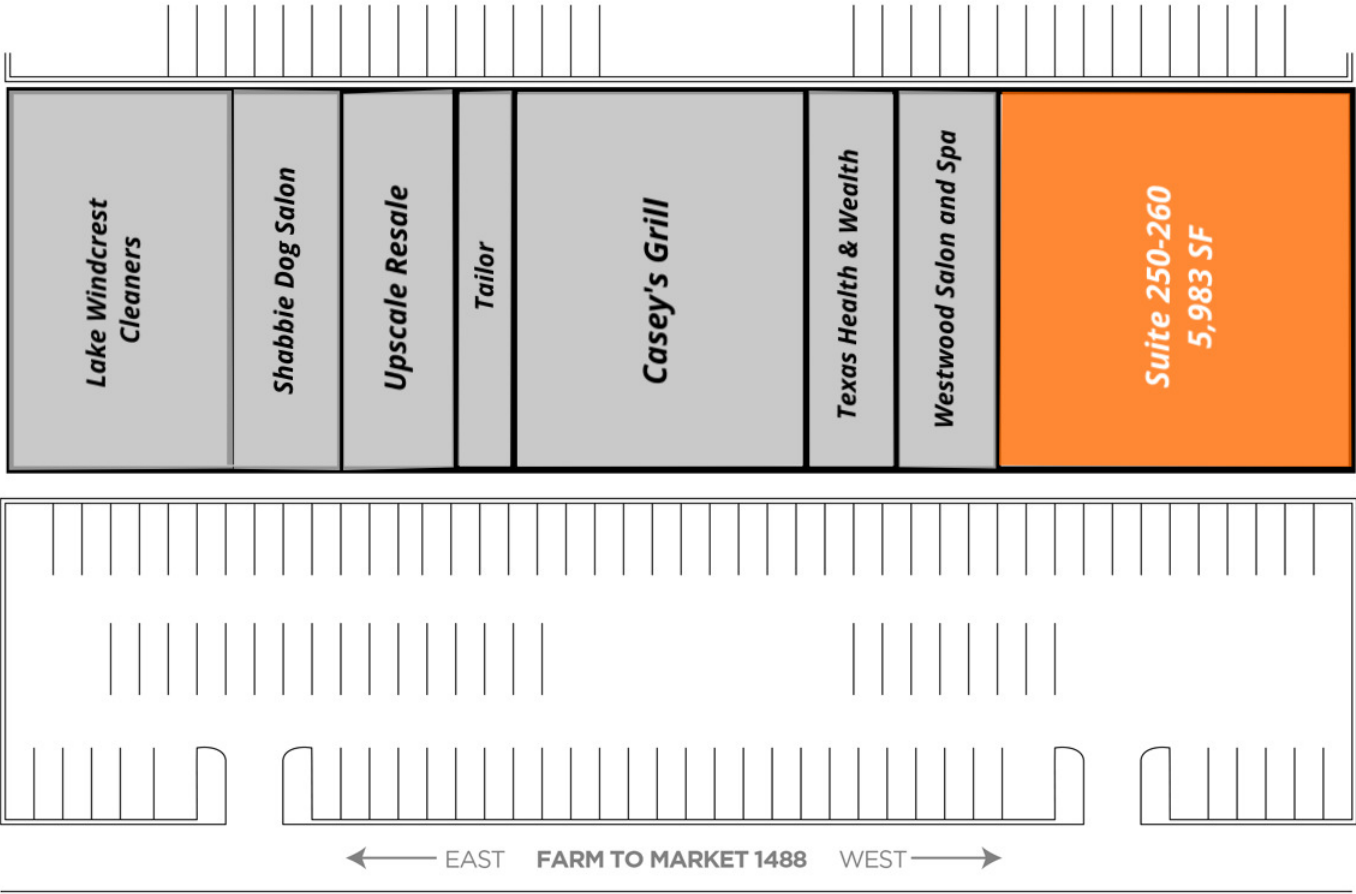 Lake Windcrest
Cleaners
Shabbie Dog Salon
Upscale Resale
Tailor
Casey's Grill
Texas Health & Wealth
Westwood Salon and Spa
Suite 250-260
5,983 SF
EAST FARM TO MARKET 1488 WEST